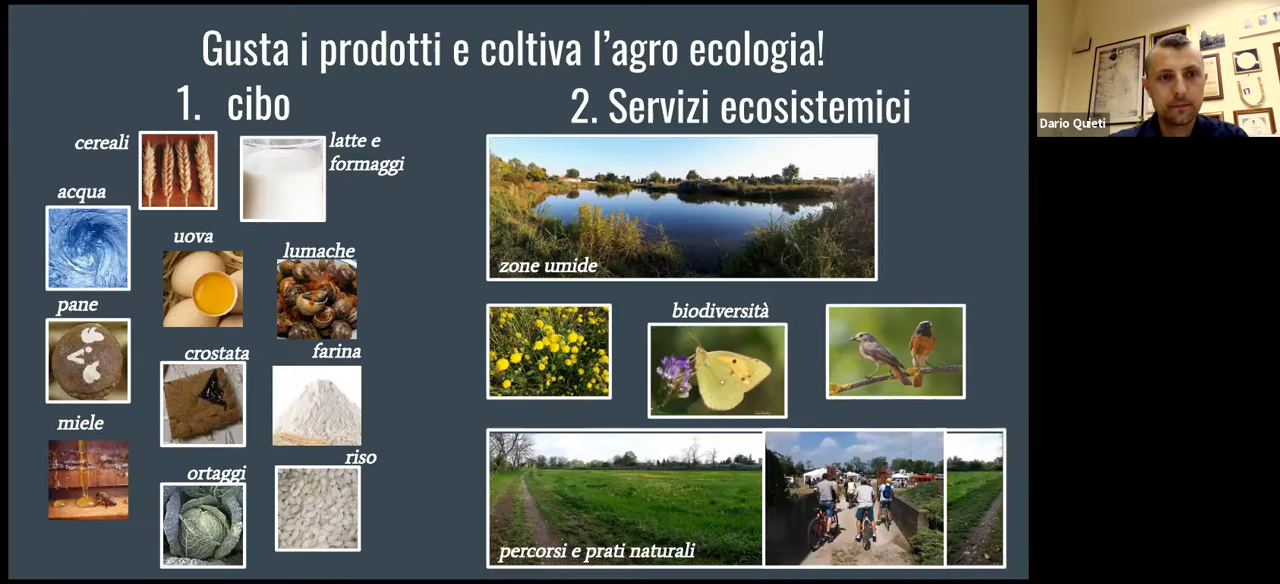 Gusta i prodotti e coltiva l'agro ecologia!
1. cibo
cereali
latte e
formaggi
acqua
uova
lumache
pane
crostata
farina
miele
ortaggi
riso
2. Servizi ecosistemici
zone umide
biodiversità
percorsi e prati naturali
Dario Quieti